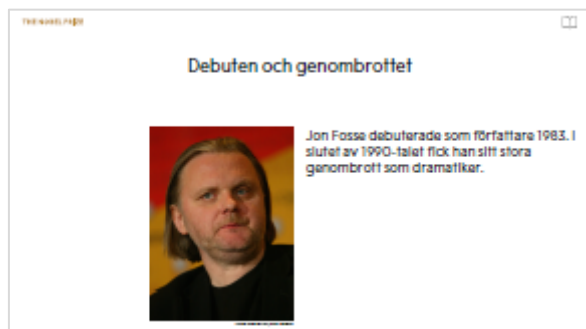 THE NOBEL PRIZE
Debuten och genombrottet
Jon Fosse debuterade som författare 1983. I
slutet av 1990-talet fick han sitt stora
genombrott som dramatiker.